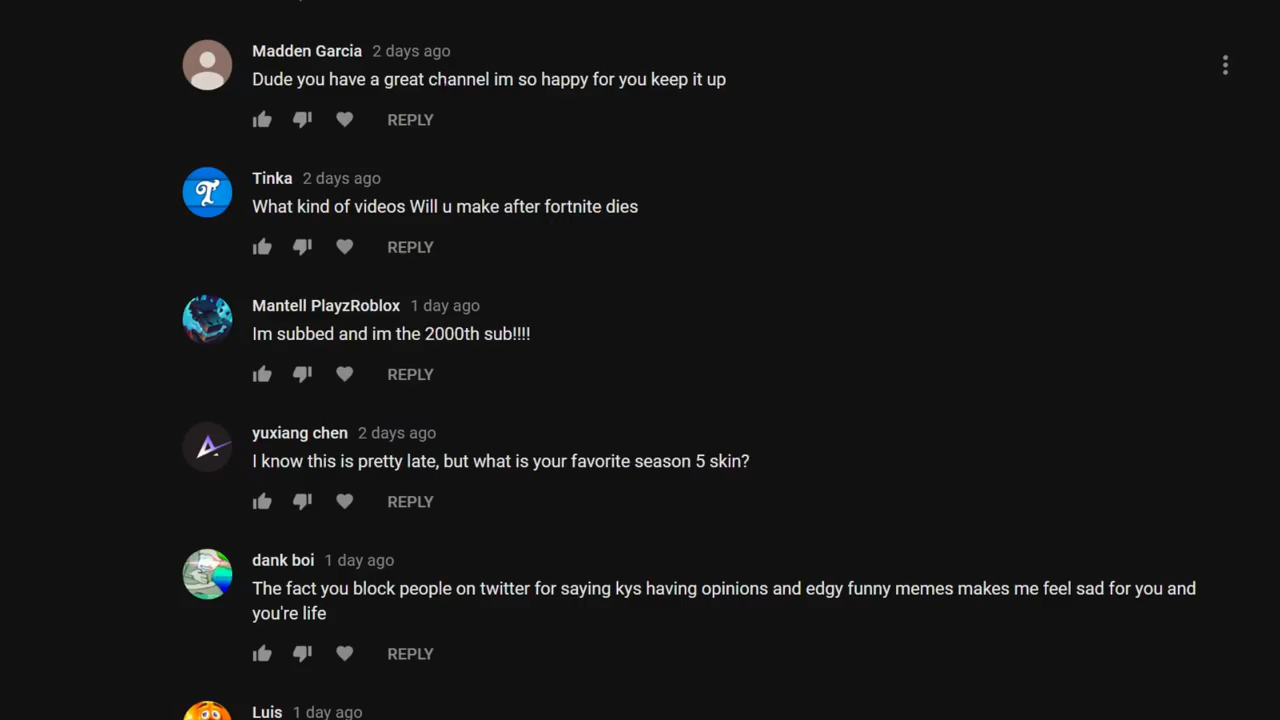 Madden Garcia 2 days ago
Dude you have a great channel im so happy for you keep it up
REPLY
Tinka 2 days ago
What kind of videos Will u make after fortnite dies
REPLY
Mantell PlayzRoblox 1 day ago
Im subbed and im the 2000th sub!!!!
REPLY
yuxiang chen 2 days ago
I know this is pretty late, but what is your favorite season 5 skin?
REPLY
dank boi 1 day ago
The fact you block people on twitter for saying kys having opinions and edgy funny memes makes me feel sad for you and
you're life
REPLY
Luis 1 day ago